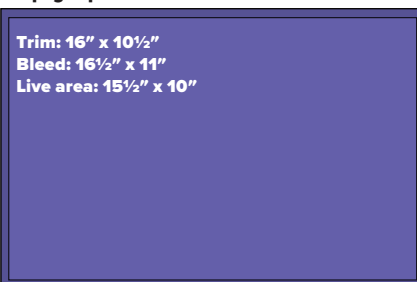 Trim: 16” x 10½”
Bleed: 16½” x 11”
Live area: 15½” x 10”